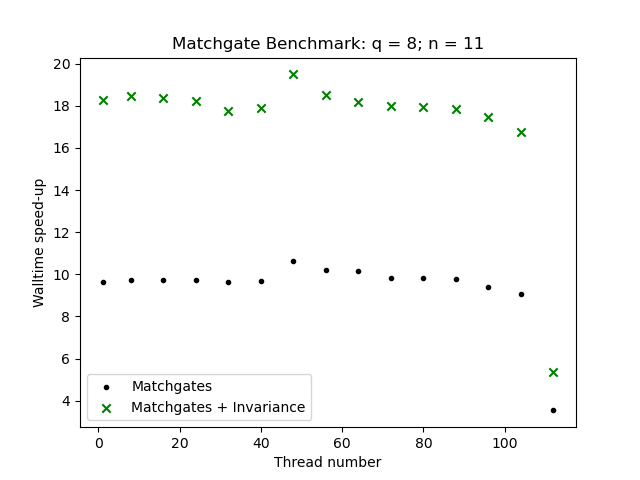 Matchgate Benchmark: q = 8; n = 11
Walltime speed-up
20
18
16
14
12
10
8
6
4
Matchgates
Matchgates + Invariance
0 20 40 60 80 100
Thread number